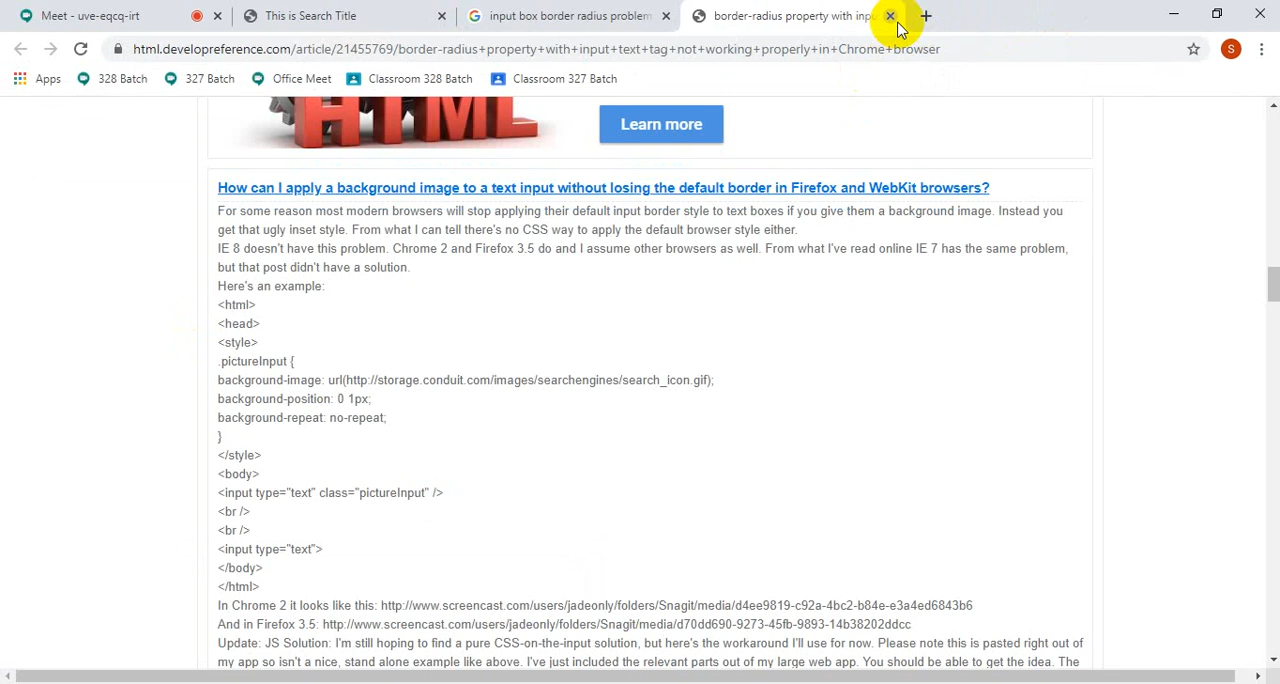 Meet - uve-eqcq-irt
This is Search Title
input box border radius problem
border-radius property with inpu
html.developreference.com/article/21455769/border-radius+property+with+input+text+tag+not+working+properly+in+Chrome+browser
S
Apps
328 Batch
327 Batch
Office Meet
Classroom 328 Batch
Classroom 327 Batch
HTML
Learn more
How can I apply a background image to a text input without losing the default border in Firefox and WebKit browsers?
For some reason most modern browsers will stop applying their default input border style to text boxes if you give them a background image. Instead you
get that ugly inset style. From what I can tell there's no CSS way to apply the default browser style either.
IE 8 doesn't have this problem. Chrome 2 and Firefox 3.5 do and I assume other browsers as well. From what I've read online IE 7 has the same problem,
but that post didn't have a solution.
Here's an example:
<html>
<head>
<style>
.pictureInput {
background-image: url(http://storage.conduit.com/images/searchengines/search_icon.gif);
background-position: 0 1px;
background-repeat: no-repeat;
}
</style>
<body>
<input type="text" class="pictureInput" />
<br />
<br />
<input type="text">
</body>
</html>
In Chrome 2 it looks like this: http://www.screencast.com/users/jadeonly/folders/Snagit/media/d4ee9819-c92a-4bc2-b84e-e3a4ed6843b6
And in Firefox 3.5: http://www.screencast.com/users/jadeonly/folders/Snagit/media/d70dd690-9273-45fb-9893-14b38202ddcc
Update: JS Solution: I'm still hoping to find a pure CSS-on-the-input solution, but here's the workaround I'll use for now. Please note this is pasted right out of
my app so isn't a nice, stand alone example like above. I've just included the relevant parts out of my large web app. You should be able to get the idea. The